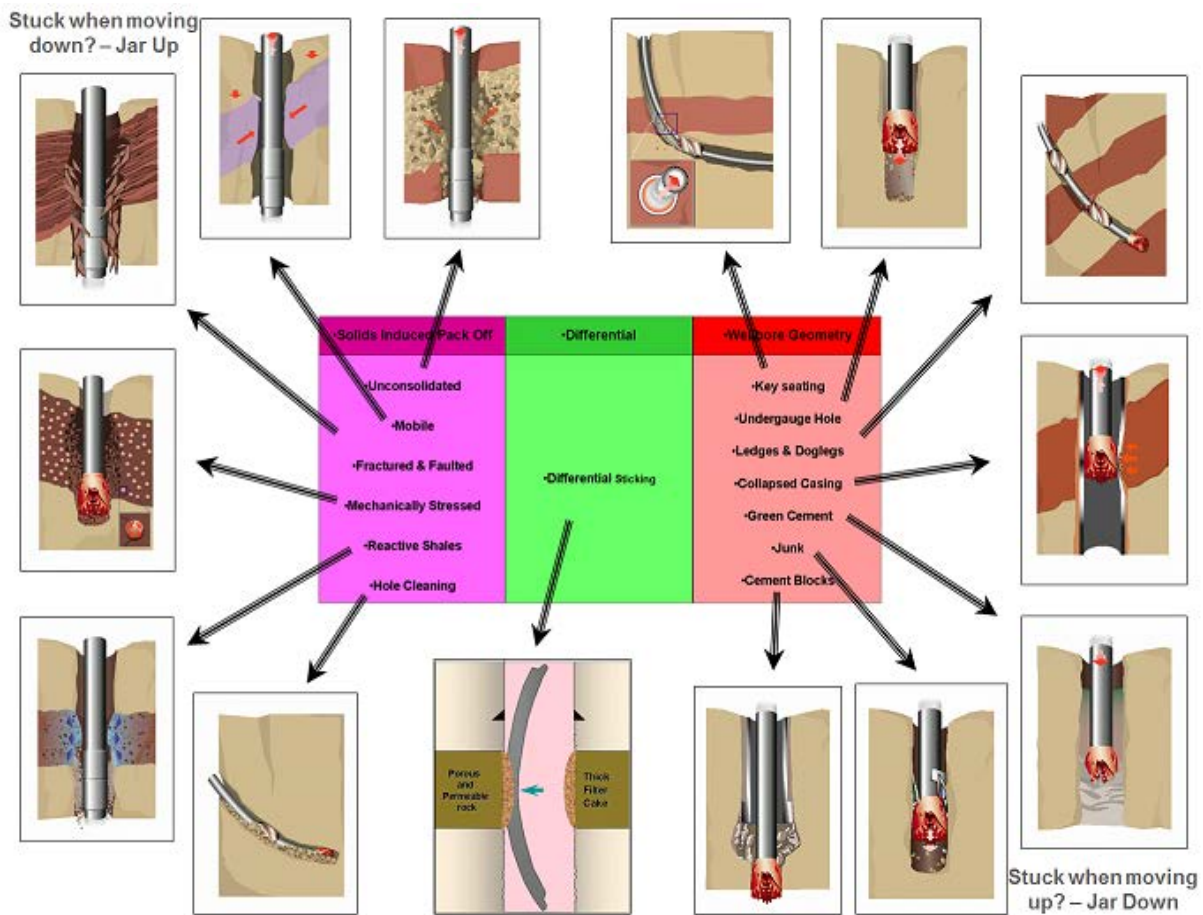 Stuck when moving
down? – Jar Up
•Solids Induced Pack Off
•Differential
•Wellbore Geometry
•Unconsolidated
•Mobile
•Fractured & Faulted
•Mechanically Stressed
•Reactive Shales
•Hole Cleaning
•Differential Sticking
•Key seating
•Undergauge Hole
•Ledges & Doglegs
•Collapsed Casing
•Green Cement
•Junk
•Cement Blocks
Porous
and
Permeable
rock
Thick
Filter
Cake
Stuck when moving
up? – Jar Down